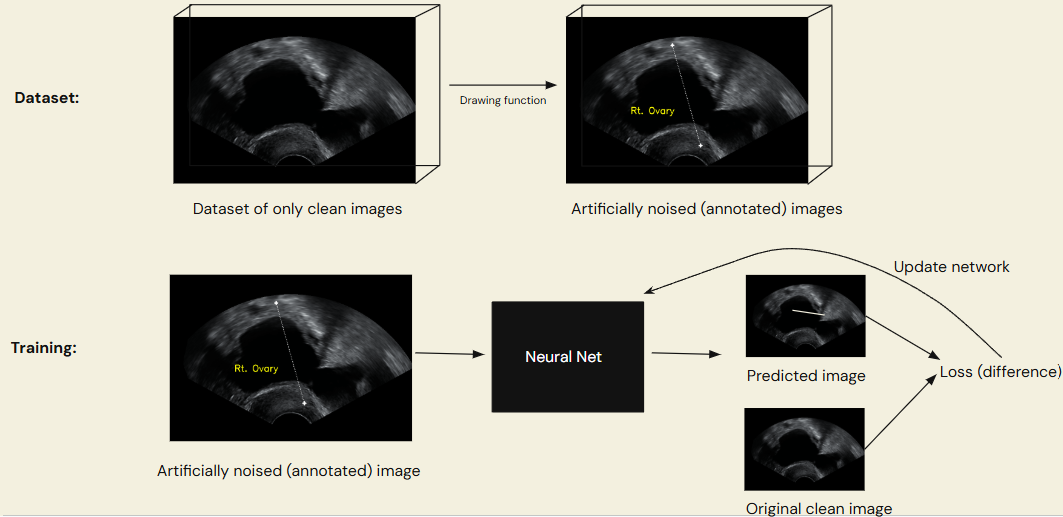 Dataset:
Drawing function
Rt. Ovary
Dataset of only clean images
Artificially noised (annotated) images
Update network
Training:
Rt. Ovary
Neural Net
Predicted image
Loss (difference)
Artificially noised (annotated) image
Original clean image